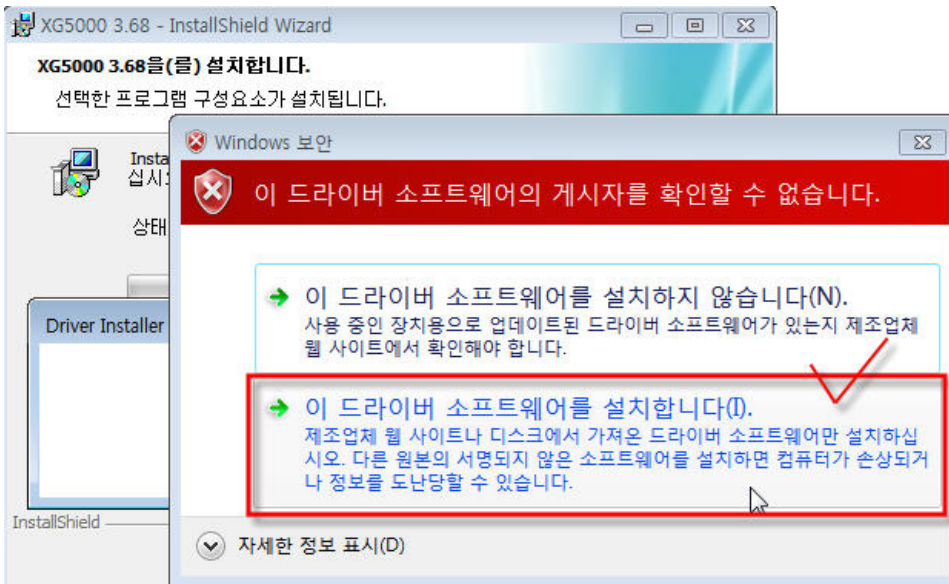 XG5000 3.68 - InstallShield Wizard
XG5000 3.68을(를) 설치합니다.
선택한 프로그램 구성요소가 설치됩니다.
Windows 보안
Insta
십시
이 드라이버 소프트웨어의 게시자를 확인할 수 없습니다.
상태
이 드라이버 소프트웨어를 설치하지 않습니다(N).
사용 중인 장치용으로 업데이트된 드라이버 소프트웨어가 있는지 제조업체
웹 사이트에서 확인해야 합니다.
Driver Installer
이 드라이버 소프트웨어를 설치합니다(I).
제조업체 웹 사이트나 디스크에서 가져온 드라이버 소프트웨어만 설치하십
시오. 다른 원본의 서명되지 않은 소프트웨어를 설치하면 컴퓨터가 손상되거
나 정보를 도난당할 수 있습니다.
InstallShield
자세한 정보 표시(D)